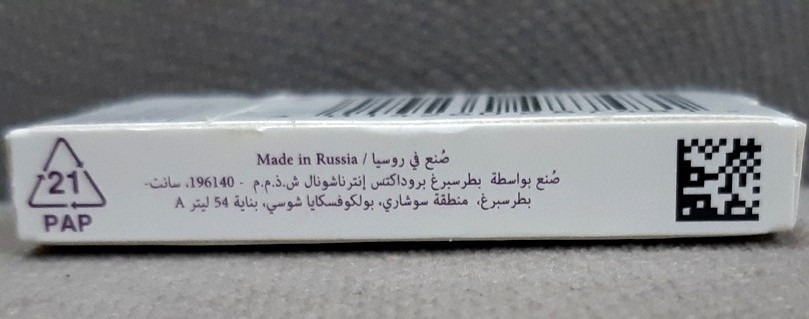 21
PAP
صُنع في روسيا / Made in Russia
صُنع بواسطة بطرسبرغ بروداكتس إنترناشونال ش.ذ.م.م - 196140، سانت-
بطرسبرغ، منطقة سوشاري، بولكوفسكايا شوسي، بناية 54 ليتر A